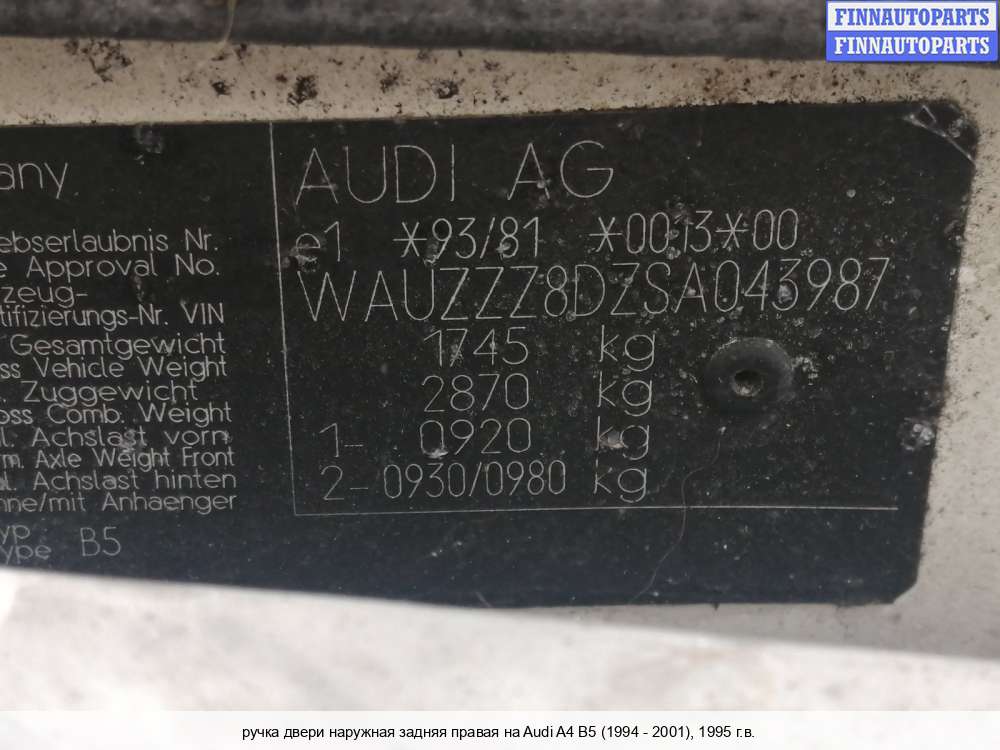 FINNAUTOPARTS
FINNAUTOPARTS
any
AUDI AG
ebserlaubnis Nr.
e1 *93/81 *0013*00
e Approval No.
zeug-
WAUZZZ8DZSA043987
tifizierungs-Nr. VIN
Gesamtgewicht
1745 kg
ss Vehicle Weight
. Zuggewicht
2870 kg
oss Comb. Weight
l. Achslast vorn
1- 0920 kg
m. Axle Weight Front
l. Achslast hinten
2- 0930/0980 kg
hne/mit Anhaenger
yp
ype B5
ручка двери наружная задняя правая на Audi A4 B5 (1994 - 2001), 1995 г.в.